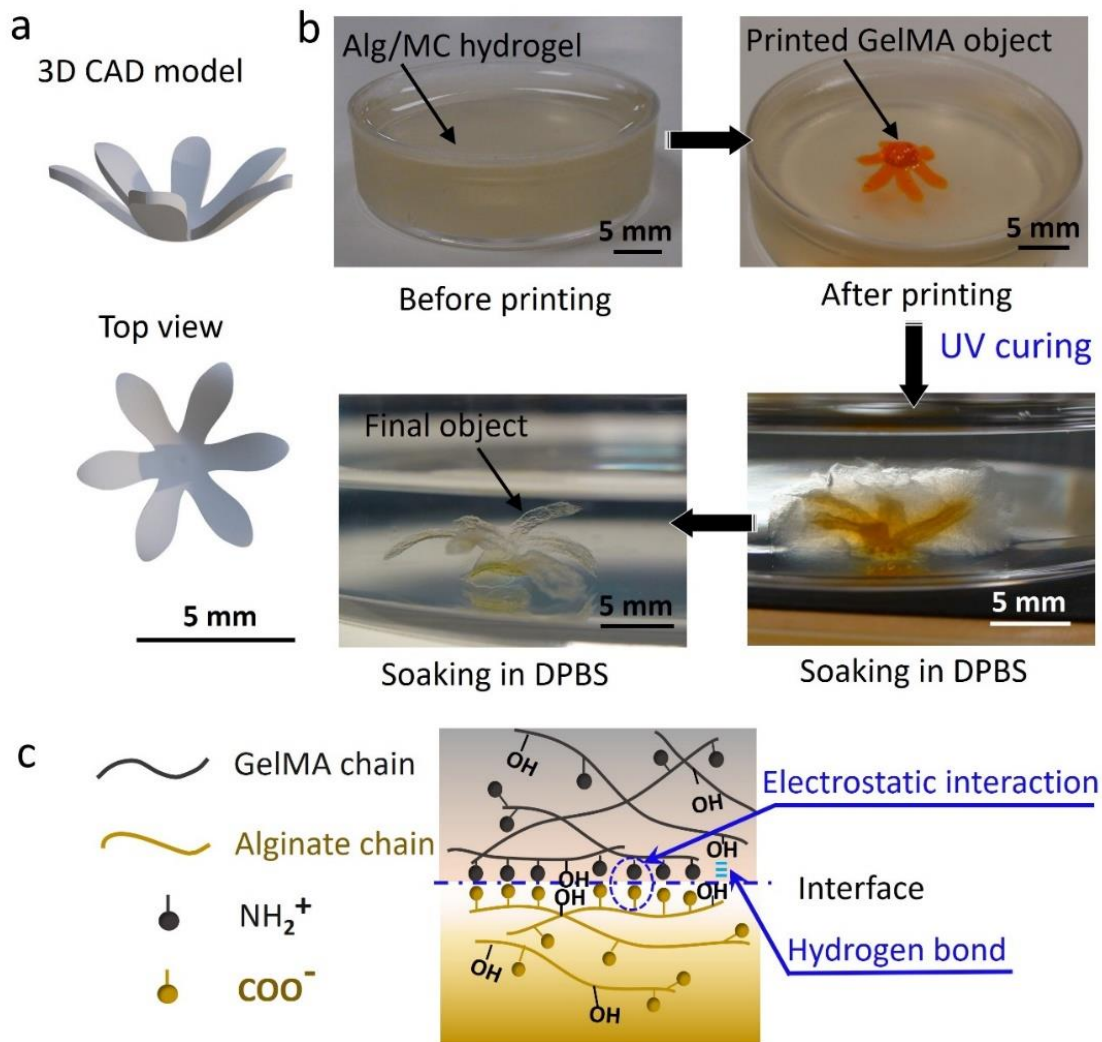 a
3D CAD model
Top view
5 mm
b
Alg/MC hydrogel
5 mm
Before printing
Printed GelMA object
5 mm
After printing
UV curing
5 mm
Soaking in DPBS
Final object
5 mm
Soaking in DPBS
c
GelMA chain
Alginate chain
NH₂⁺
COO⁻
OH
OH
OH
OH
OH
OH
OH
OH
Electrostatic interaction
Interface
Hydrogen bond